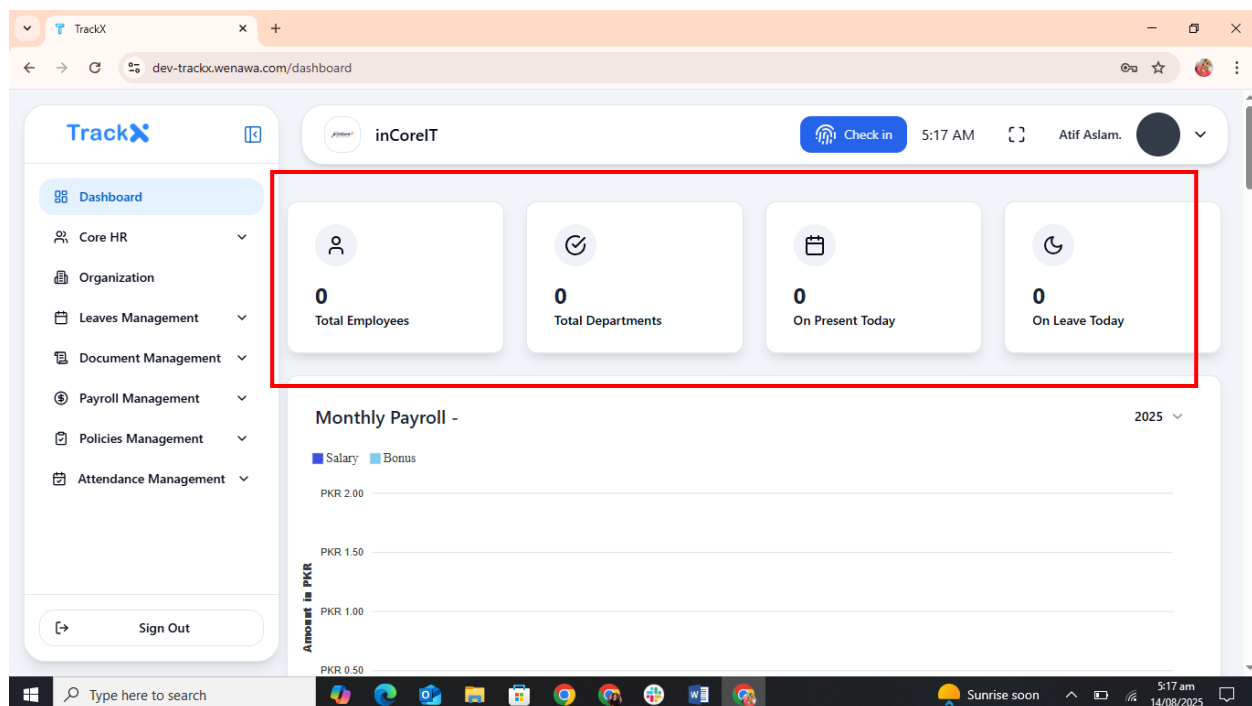 TrackX
dev-trackx.wenawa.com/dashboard
TrackX
inCoreIT
Check in
5:17 AM
Atif Aslam.
Dashboard
Core HR
Organization
Leaves Management
Document Management
Payroll Management
Policies Management
Attendance Management
Sign Out
0
Total Employees
0
Total Departments
0
On Present Today
0
On Leave Today
Monthly Payroll -
2025
Salary
Bonus
Amount in PKR
PKR 2.00
PKR 1.50
PKR 1.00
PKR 0.50
Type here to search
Sunrise soon
5:17 am
14/08/2025